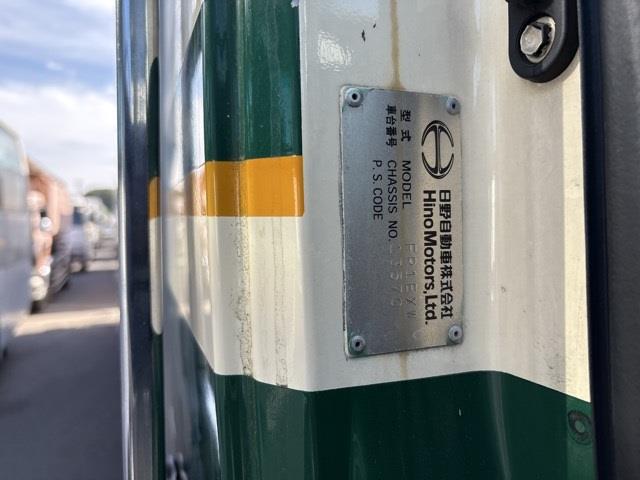 日野自動車株式会社
Hino Motors, Ltd.
型式 MODEL FR1EXW
車台番号 CHASSIS NO.
P.S.CODE